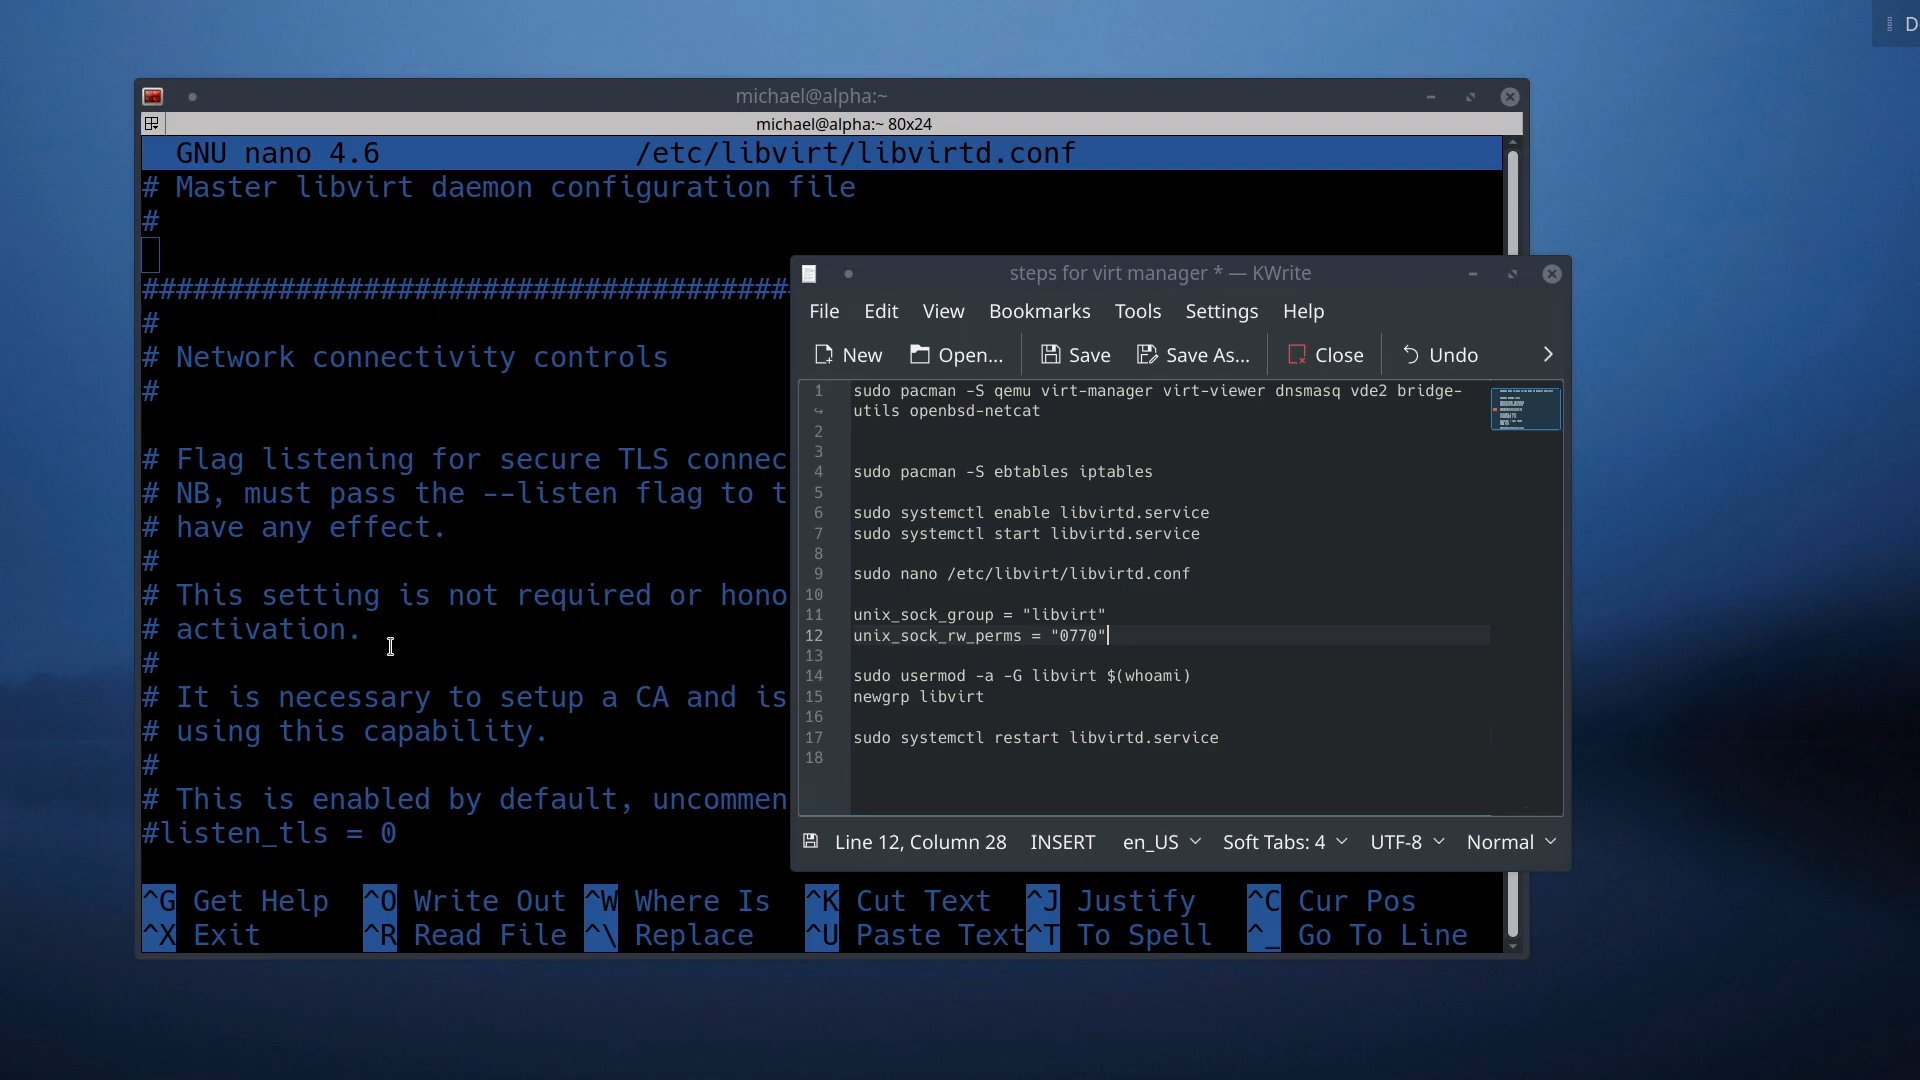 D
michael@alpha:~
michael@alpha:~ 80x24
GNU nano 4.6 /etc/libvirt/libvirtd.conf
# Master libvirt daemon configuration file
#
#######################################
#
# Network connectivity controls
#
# Flag listening for secure TLS connec
# NB, must pass the --listen flag to t
# have any effect.
#
# This setting is not required or hono
# activation.
#
# It is necessary to setup a CA and is
# using this capability.
#
# This is enabled by default, uncommen
#listen_tls = 0
^G Get Help ^O Write Out ^W Where Is ^K Cut Text ^J Justify ^C Cur Pos
^X Exit ^R Read File ^\ Replace ^U Paste Text ^T To Spell ^_ Go To Line
steps for virt manager * — KWrite
File Edit View Bookmarks Tools Settings Help
New Open... Save Save As... Close Undo
1 sudo pacman -S qemu virt-manager virt-viewer dnsmasq vde2 bridge-
utils openbsd-netcat
2
3
4 sudo pacman -S ebtables iptables
5
6 sudo systemctl enable libvirtd.service
7 sudo systemctl start libvirtd.service
8
9 sudo nano /etc/libvirt/libvirtd.conf
10
11 unix_sock_group = "libvirt"
12 unix_sock_rw_perms = "0770"
13
14 sudo usermod -a -G libvirt $(whoami)
15 newgrp libvirt
16
17 sudo systemctl restart libvirtd.service
18
Line 12, Column 28 INSERT en_US Soft Tabs: 4 UTF-8 Normal